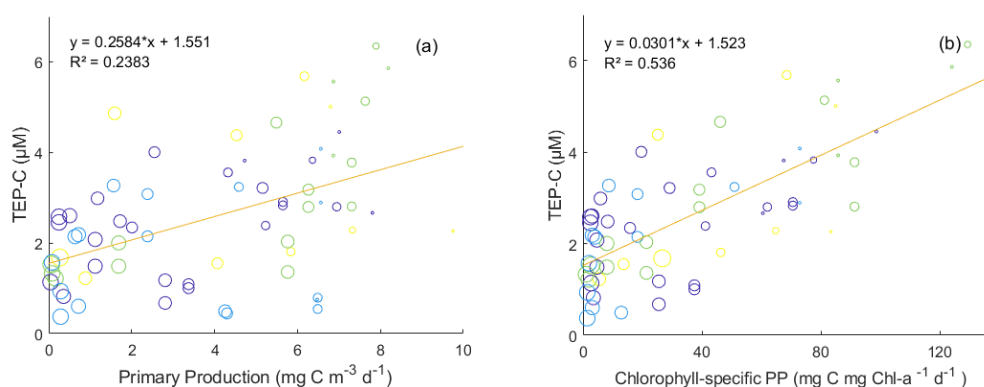 y = 0.2584*x + 1.551
R² = 0.2383
(a)
6
4
2
0
TEP-C (µM)
0 2 4 6 8 10
Primary Production (mg C m⁻³ d⁻¹)
y = 0.0301*x + 1.523
R² = 0.536
(b)
6
4
2
0
TEP-C (µM)
0 40 80 120
Chlorophyll-specific PP (mg C mg Chl-a ⁻¹ d⁻¹)